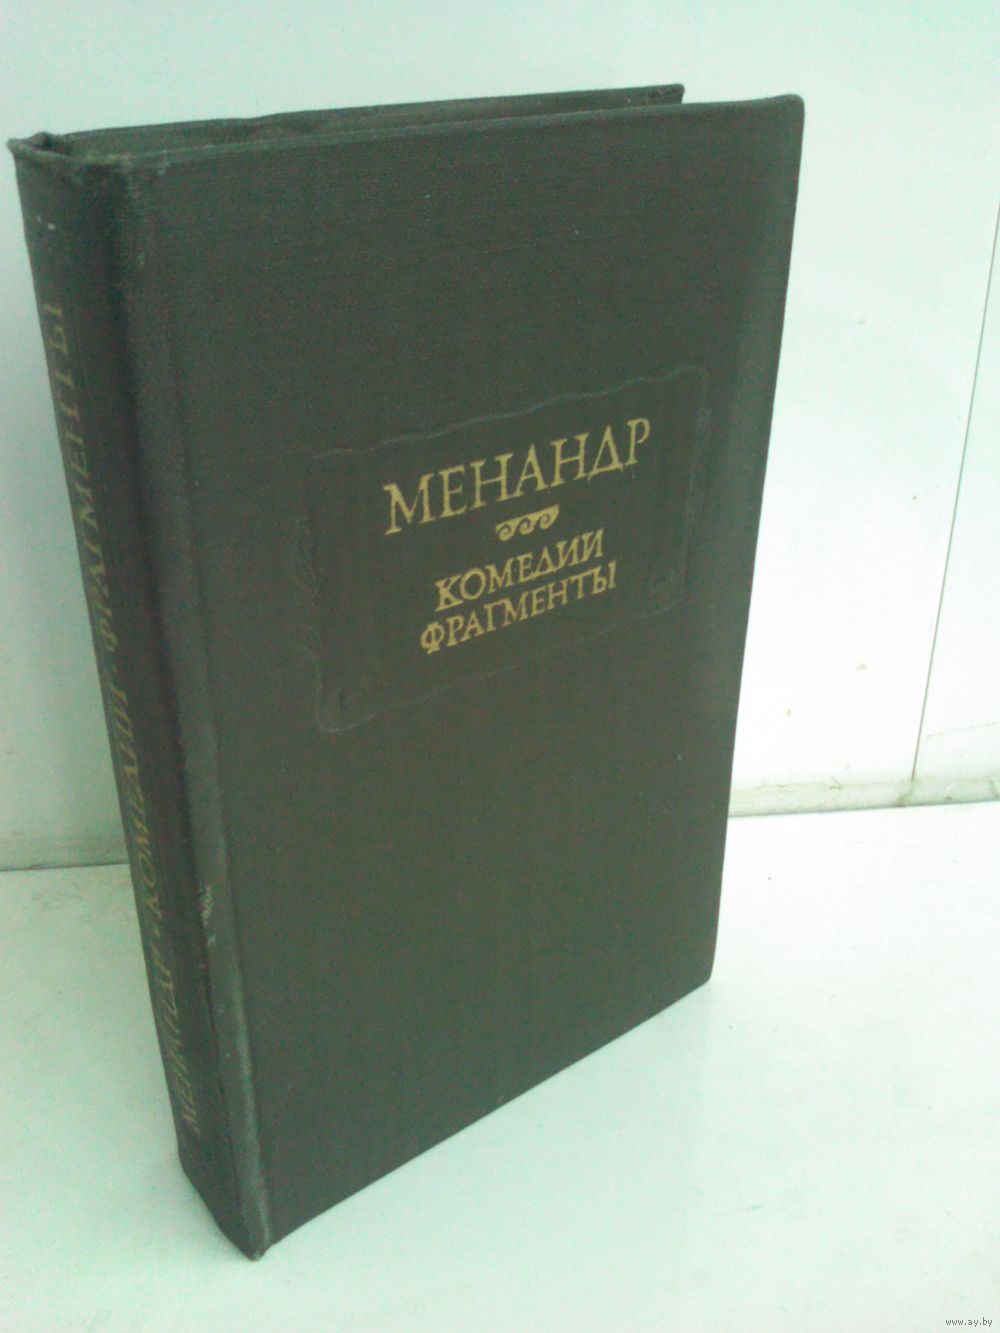 МЕНАНДР
КОМЕДИИ
ФРАГМЕНТЫ
МЕНАНДР • КОМЕДИИ • ФРАГМЕНТЫ
www.ay.by